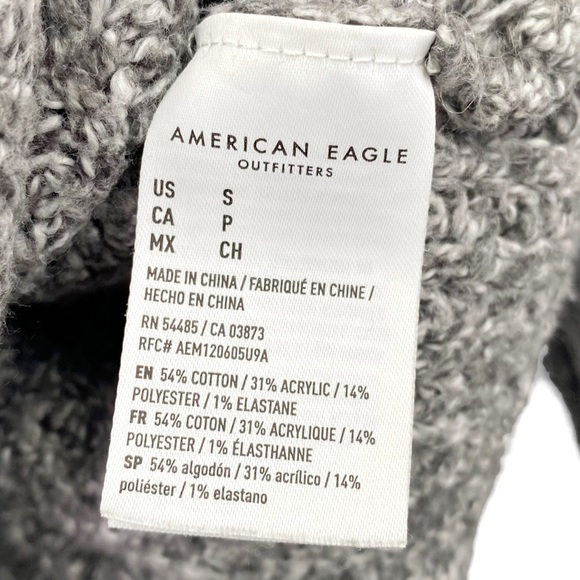 AMERICAN EAGLE
OUTFITTERS
US S
CA P
MX CH
MADE IN CHINA / FABRIQUÉ EN CHINE /
HECHO EN CHINA
RN 54485 / CA 03873
RFC# AEM120605U9A
EN 54% COTTON / 31% ACRYLIC / 14%
POLYESTER / 1% ELASTANE
FR 54% COTON / 31% ACRYLIQUE / 14%
POLYESTER / 1% ÉLASTHANNE
SP 54% algodón / 31% acrílico / 14%
poliéster / 1% elastano